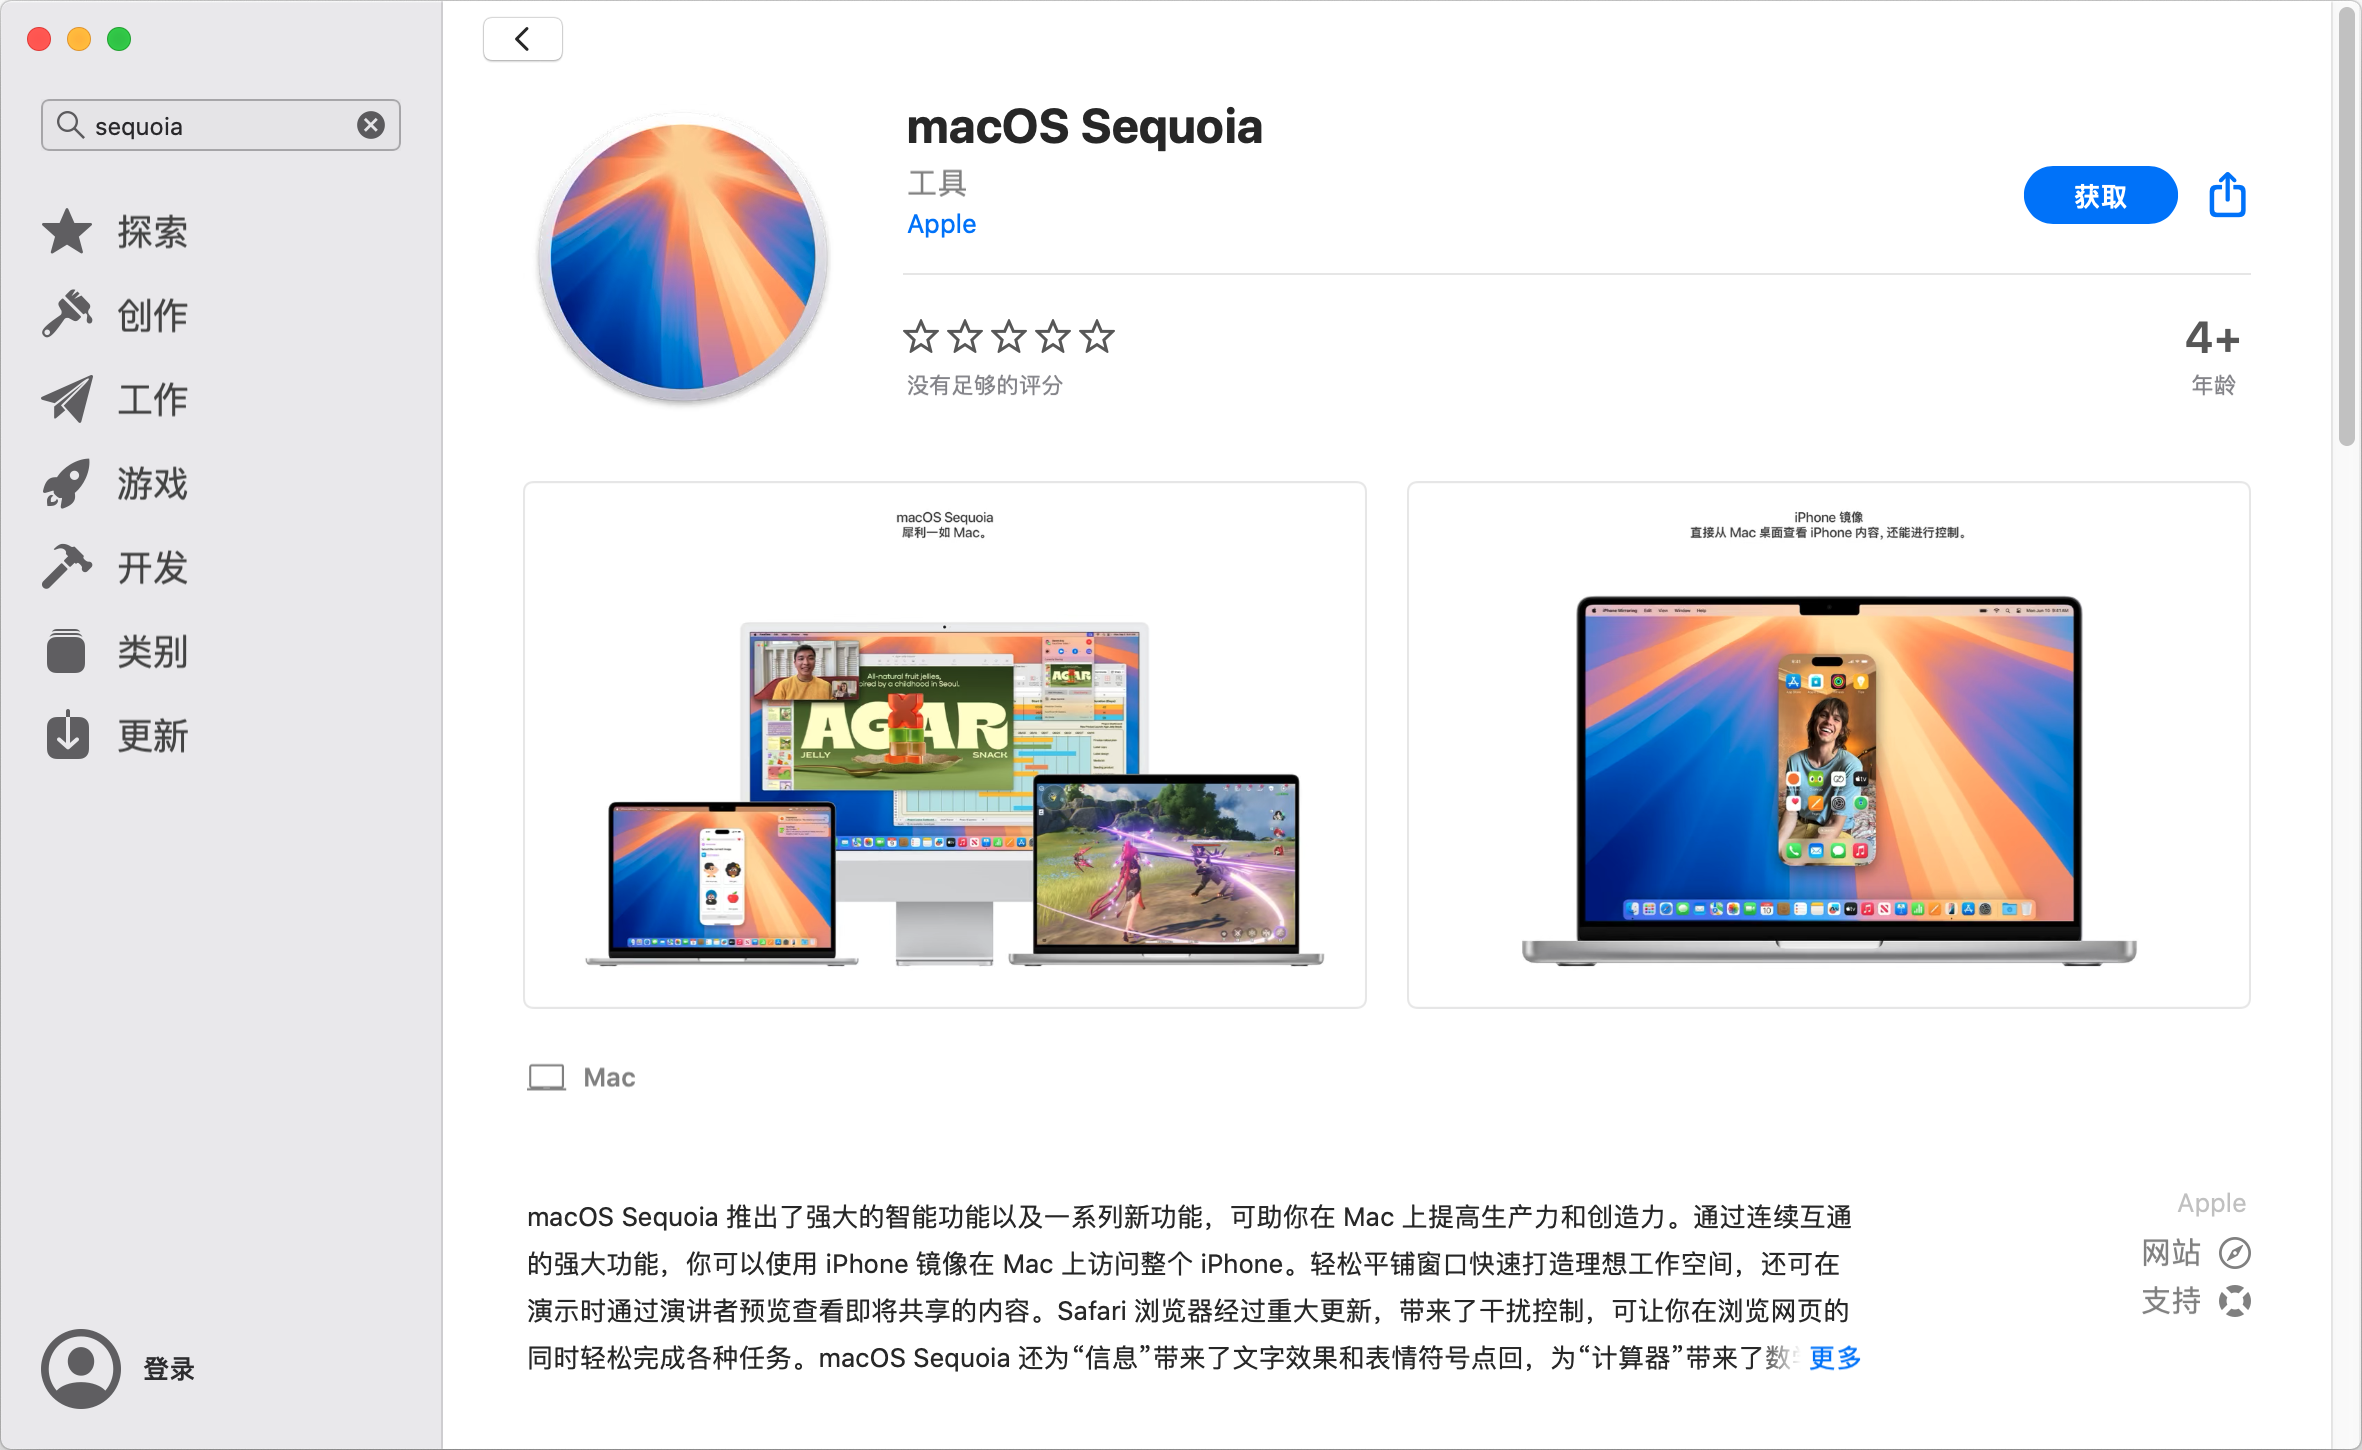 sequoia
探索
创作
工作
游戏
开发
类别
更新
登录
macOS Sequoia
工具
Apple
获取
没有足够的评分
4+
年龄
macOS Sequoia
犀利一如 Mac。
All-natural fruit jellies,
inspired by a childhood in Seoul.
AGAR
JELLY
SNACK
iPhone 镜像
直接从 Mac 桌面查看 iPhone 内容，还能进行控制。
iPhone Mirroring Edit View Window Help
Mac
macOS Sequoia 推出了强大的智能功能以及一系列新功能，可助你在 Mac 上提高生产力和创造力。通过连续互通
的强大功能，你可以使用 iPhone 镜像在 Mac 上访问整个 iPhone。轻松平铺窗口快速打造理想工作空间，还可在
演示时通过演讲者预览查看即将共享的内容。Safari 浏览器经过重大更新，带来了干扰控制，可让你在浏览网页的
同时轻松完成各种任务。macOS Sequoia 还为“信息”带来了文字效果和表情符号点回，为“计算器”带来了数 更多
Apple
网站
支持